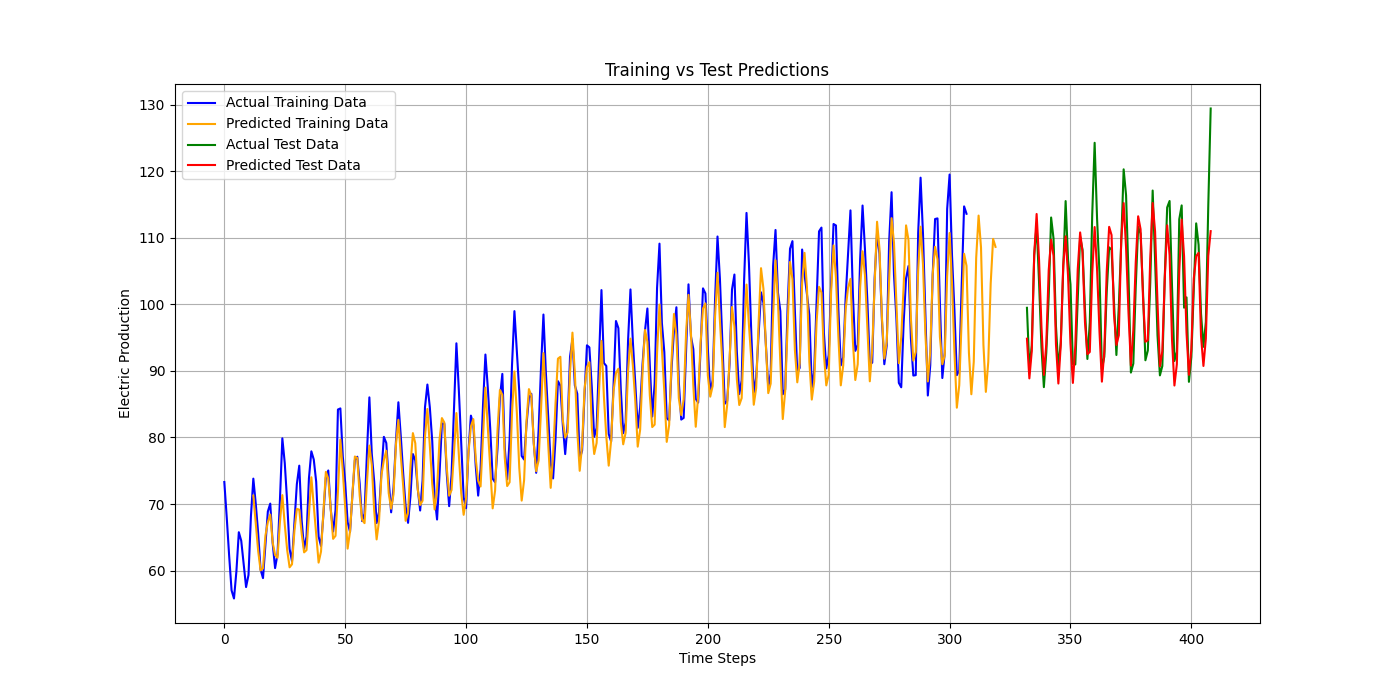 Training vs Test Predictions
Actual Training Data
Predicted Training Data
Actual Test Data
Predicted Test Data
Electric Production
130
120
110
100
90
80
70
60
0 50 100 150 200 250 300 350 400
Time Steps